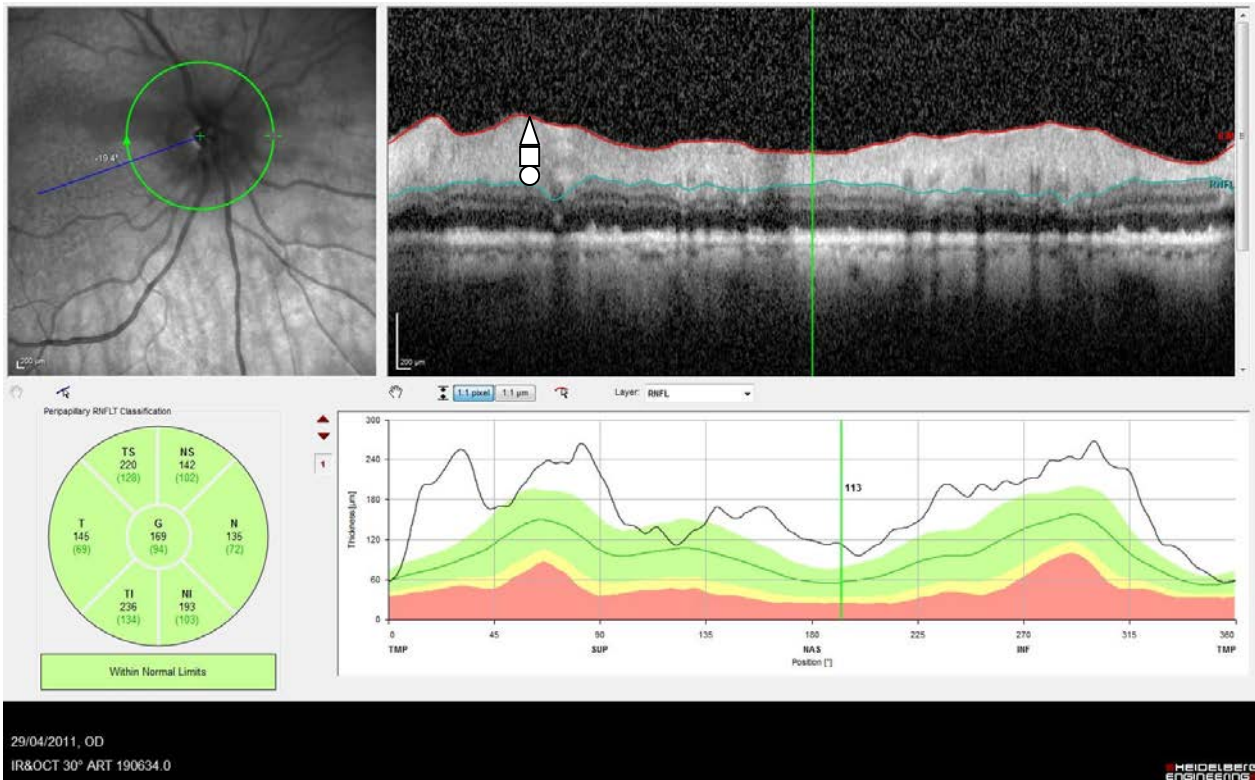 -19.4°
200 µm
ILM
RNFL
200 µm
1:1 pixel 1:1 µm Layer: RNFL
Peripapillary RNFLT Classification
TS
220
(128)
NS
142
(102)
T
145
(69)
G
169
(94)
N
135
(72)
TI
236
(134)
NI
193
(103)
Within Normal Limits
1
Thickness [µm]
300
240
180
120
60
0
113
0 45 90 135 180 225 270 315 360
TMP SUP NAS INF TMP
Position [°]
29/04/2011, OD
IR&OCT 30° ART 190634.0
HEIDELBERG
ENGINEERING